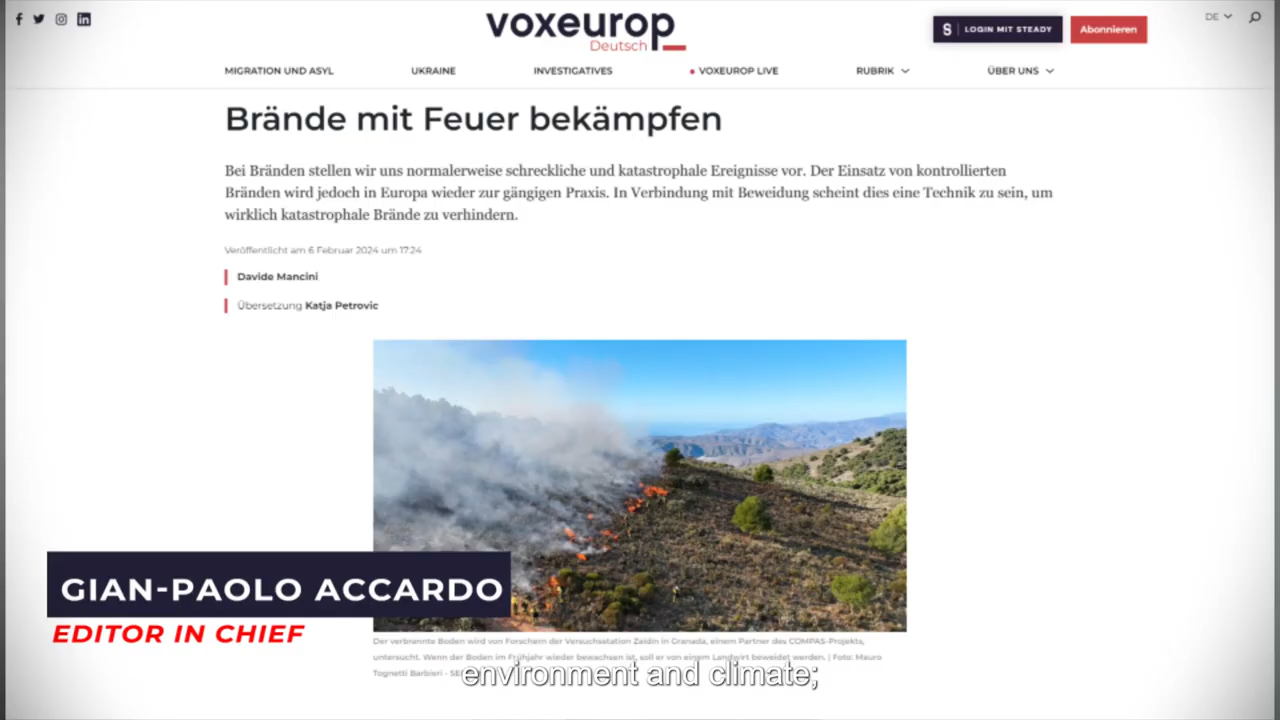 voxeurop
Deutsch
LOGIN MIT STEADY
Abonnieren
DE
MIGRATION UND ASYL
UKRAINE
INVESTIGATIVES
VOXEUROP LIVE
RUBRIK
ÜBER UNS
Brände mit Feuer bekämpfen
Bei Bränden stellen wir uns normalerweise schreckliche und katastrophale Ereignisse vor. Der Einsatz von kontrollierten
Bränden wird jedoch in Europa wieder zur gängigen Praxis. In Verbindung mit Beweidung scheint dies eine Technik zu sein, um
wirklich katastrophale Brände zu verhindern.
Veröffentlicht am 6 Februar 2024 um 17:24
Davide Mancini
Übersetzung Katja Petrovic
GIAN-PAOLO ACCARDO
EDITOR IN CHIEF
Der verbrannte Boden wird von Forschern der Versuchsstation Zaidin in Granada, einem Partner des COMPAS-Projekts,
untersucht. Wenn der Boden im Frühjahr wieder bewachsen ist, soll er von einem Landwirt beweidet werden. | Foto: Mauro
Tognetti Barbieri -
environment and climate;